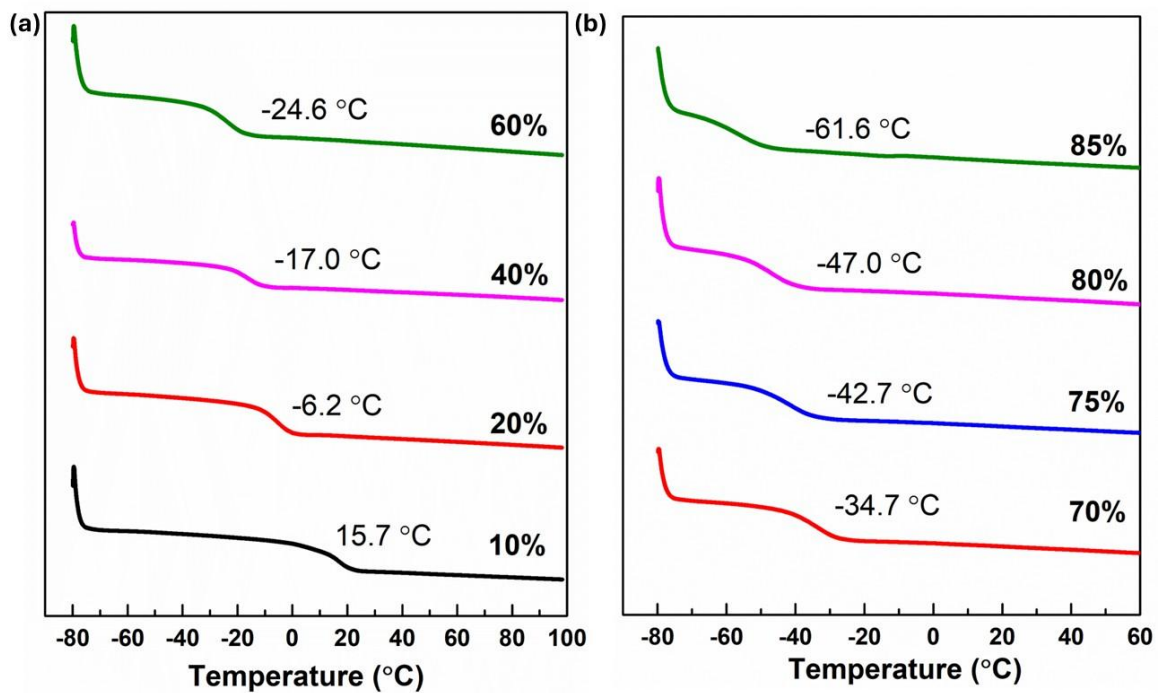 (a)
-24.6 °C
60%
-17.0 °C
40%
-6.2 °C
20%
15.7 °C
10%
-80 -60 -40 -20 0 20 40 60 80 100
Temperature (°C)
(b)
-61.6 °C
85%
-47.0 °C
80%
-42.7 °C
75%
-34.7 °C
70%
-80 -60 -40 -20 0 20 40 60
Temperature (°C)